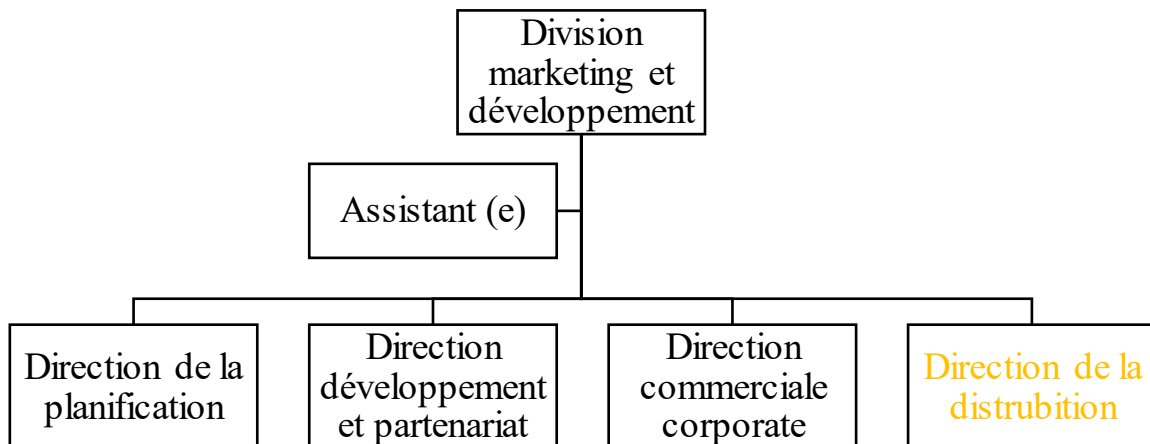 Division
marketing et
développement
Assistant (e)
Direction de la
planification
Direction
développement
et partenariat
Direction
commerciale
corporate
Direction de la
distrubition